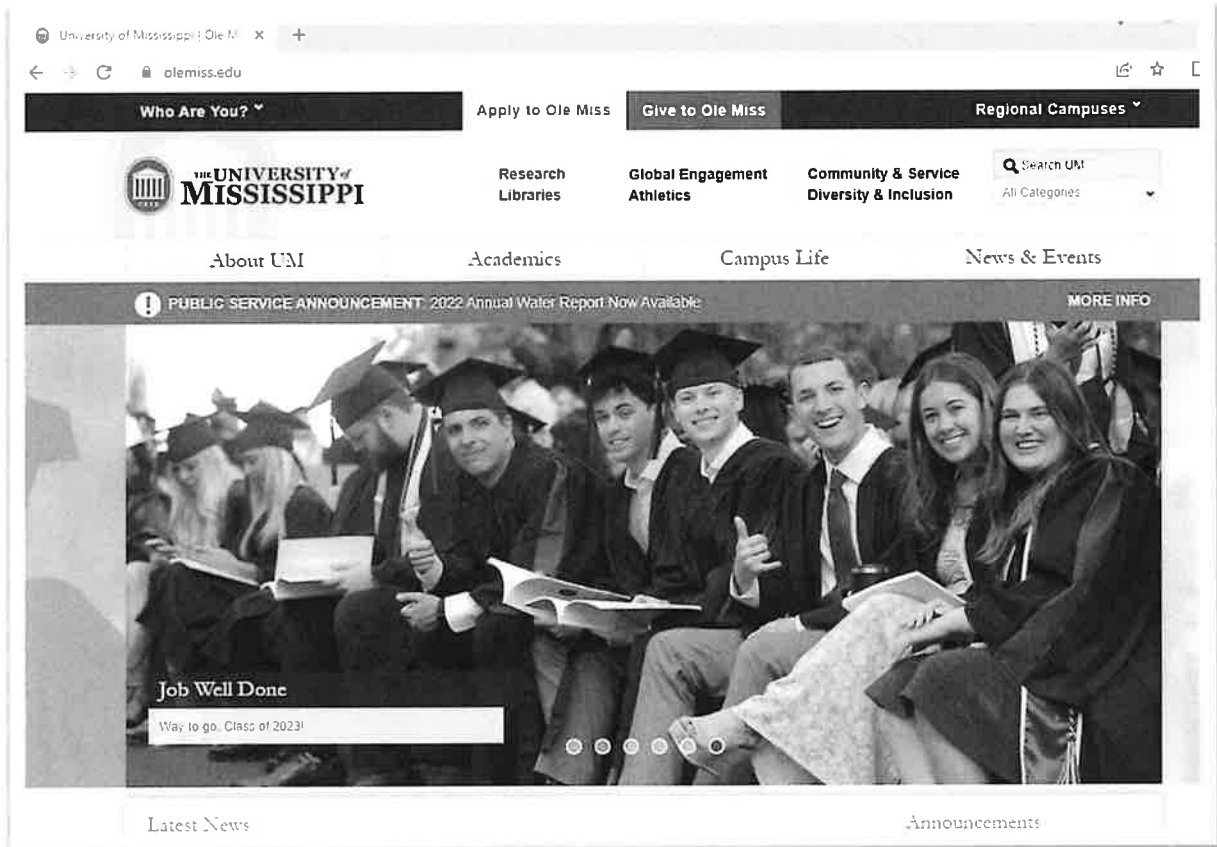 University of Mississippi | Ole M
olemiss.edu
Who Are You?
Apply to Ole Miss
Give to Ole Miss
Regional Campuses
THE UNIVERSITY of
MISSISSIPPI
Research
Libraries
Global Engagement
Athletics
Community & Service
Diversity & Inclusion
Search UM
All Categories
About UM
Academics
Campus Life
News & Events
PUBLIC SERVICE ANNOUNCEMENT: 2022 Annual Water Report Now Available
MORE INFO
Job Well Done
Way to go, Class of 2023!
Latest News
Announcements